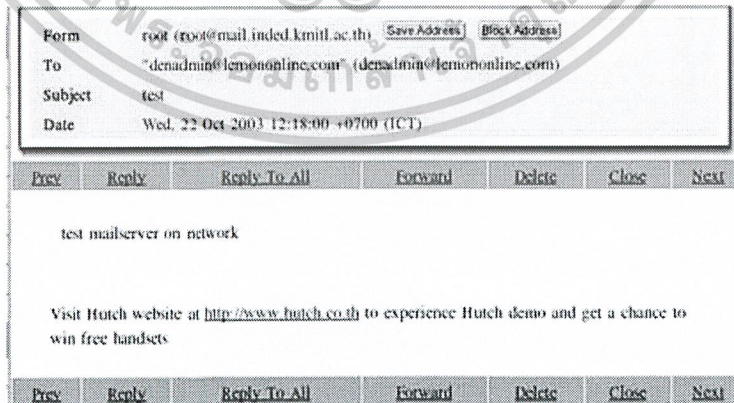 Form root (root@mail.inded.kmitl.ac.th) Save Address Block Address
To "denadmin@lemononline.com" (denadmin@lemononline.com)
Subject test
Date Wed, 22 Oct 2003 12:18:00 +0700 (ICT)
Prev Reply Reply To All Forward Delete Close Next
test mailserver on network
Visit Hutch website at http://www.hutch.co.th to experience Hutch demo and get a chance to
win free handsets
Prev Reply Reply To All Forward Delete Close Next